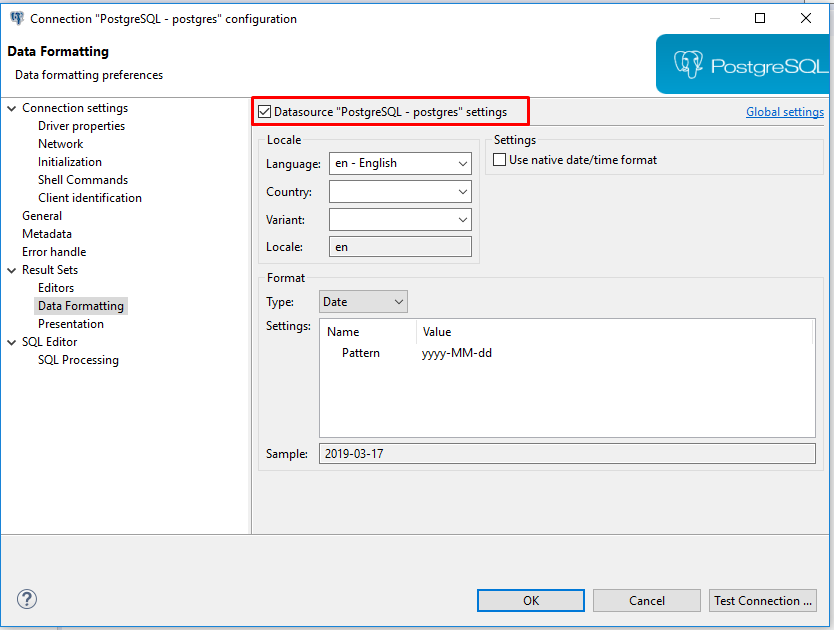 Connection "PostgreSQL - postgres" configuration
Data Formatting
Data formatting preferences
PostgreSQL
Connection settings
Driver properties
Network
Initialization
Shell Commands
Client identification
General
Metadata
Error handle
Result Sets
Editors
Data Formatting
Presentation
SQL Editor
SQL Processing
Datasource "PostgreSQL - postgres" settings
Global settings
Locale
Language: en - English
Country:
Variant:
Locale: en
Settings
Use native date/time format
Format
Type: Date
Settings:
Name Value
Pattern yyyy-MM-dd
Sample: 2019-03-17
?
OK Cancel Test Connection ...